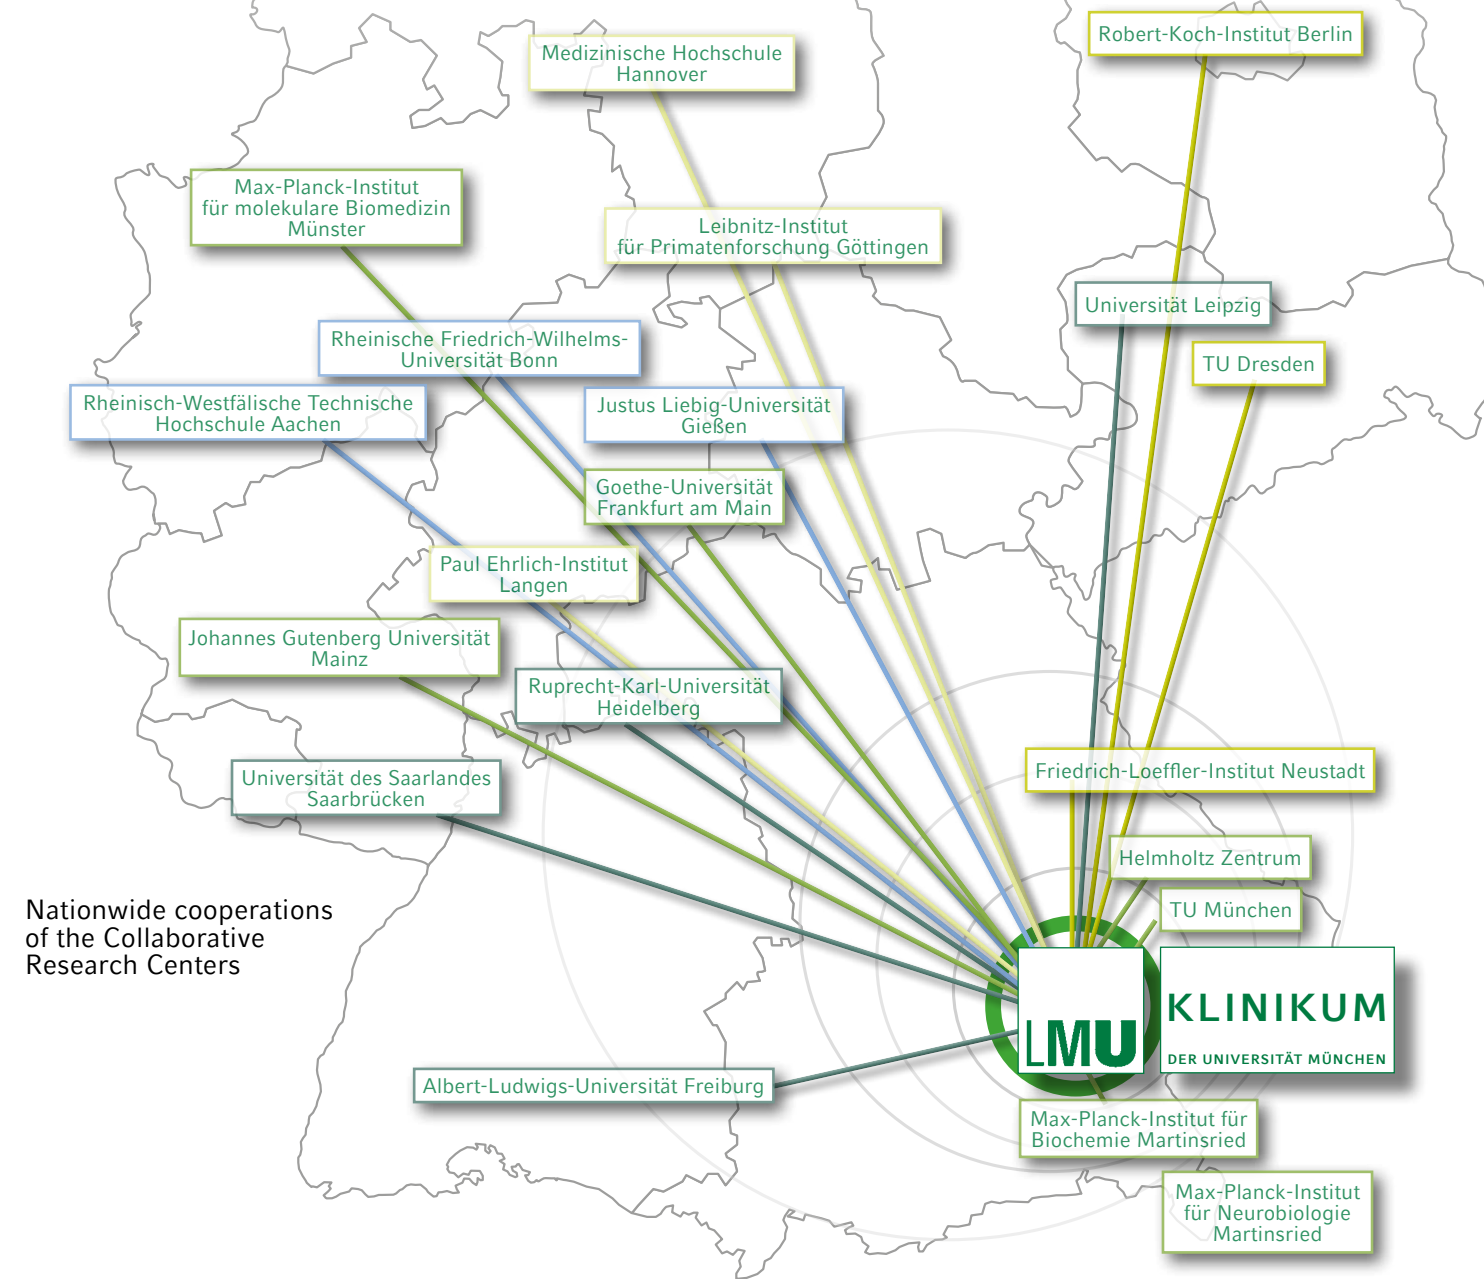 Robert-Koch-Institut Berlin
Medizinische Hochschule
Hannover
Max-Planck-Institut
für molekulare Biomedizin
Münster
Leibnitz-Institut
für Primatenforschung Göttingen
Universität Leipzig
Rheinische Friedrich-Wilhelms-
Universität Bonn
TU Dresden
Rheinisch-Westfälische Technische
Hochschule Aachen
Justus Liebig-Universität
Gießen
Goethe-Universität
Frankfurt am Main
Paul Ehrlich-Institut
Langen
Johannes Gutenberg Universität
Mainz
Ruprecht-Karl-Universität
Heidelberg
Universität des Saarlandes
Saarbrücken
Friedrich-Loeffler-Institut Neustadt
Helmholtz Zentrum
TU München
Nationwide cooperations
of the Collaborative
Research Centers
LMU
KLINIKUM
DER UNIVERSITÄT MÜNCHEN
Albert-Ludwigs-Universität Freiburg
Max-Planck-Institut für
Biochemie Martinsried
Max-Planck-Institut
für Neurobiologie
Martinsried